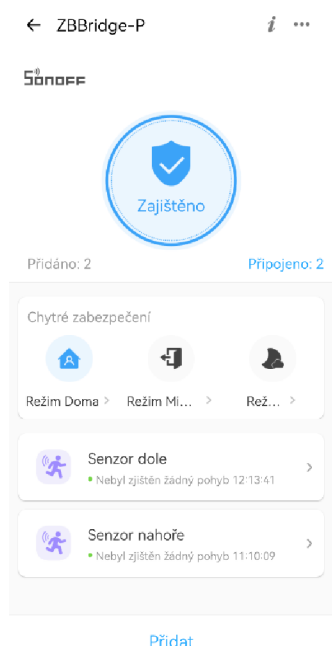 ZBBridge-P
SONOFF
Zajištěno
Přidáno: 2 Připojeno: 2
Chytré zabezpečení
Režim Doma Režim Mi... Rež...
Senzor dole
Nebyl zjištěn žádný pohyb 12:13:41
Senzor nahoře
Nebyl zjištěn žádný pohyb 11:10:09
Přidat